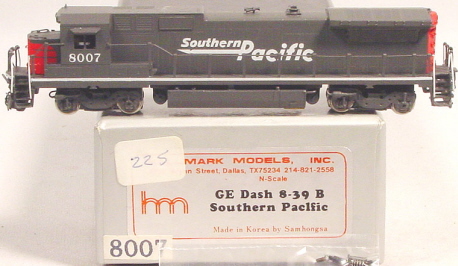 8007
Southern
Pacific
225
MARK MODELS, INC.
Street, Dallas, TX75234 214-821-2558
N-Scale
hm
GE Dash 8-39 B
Southern Pacific
Made in Korea by Samhongsa
8007